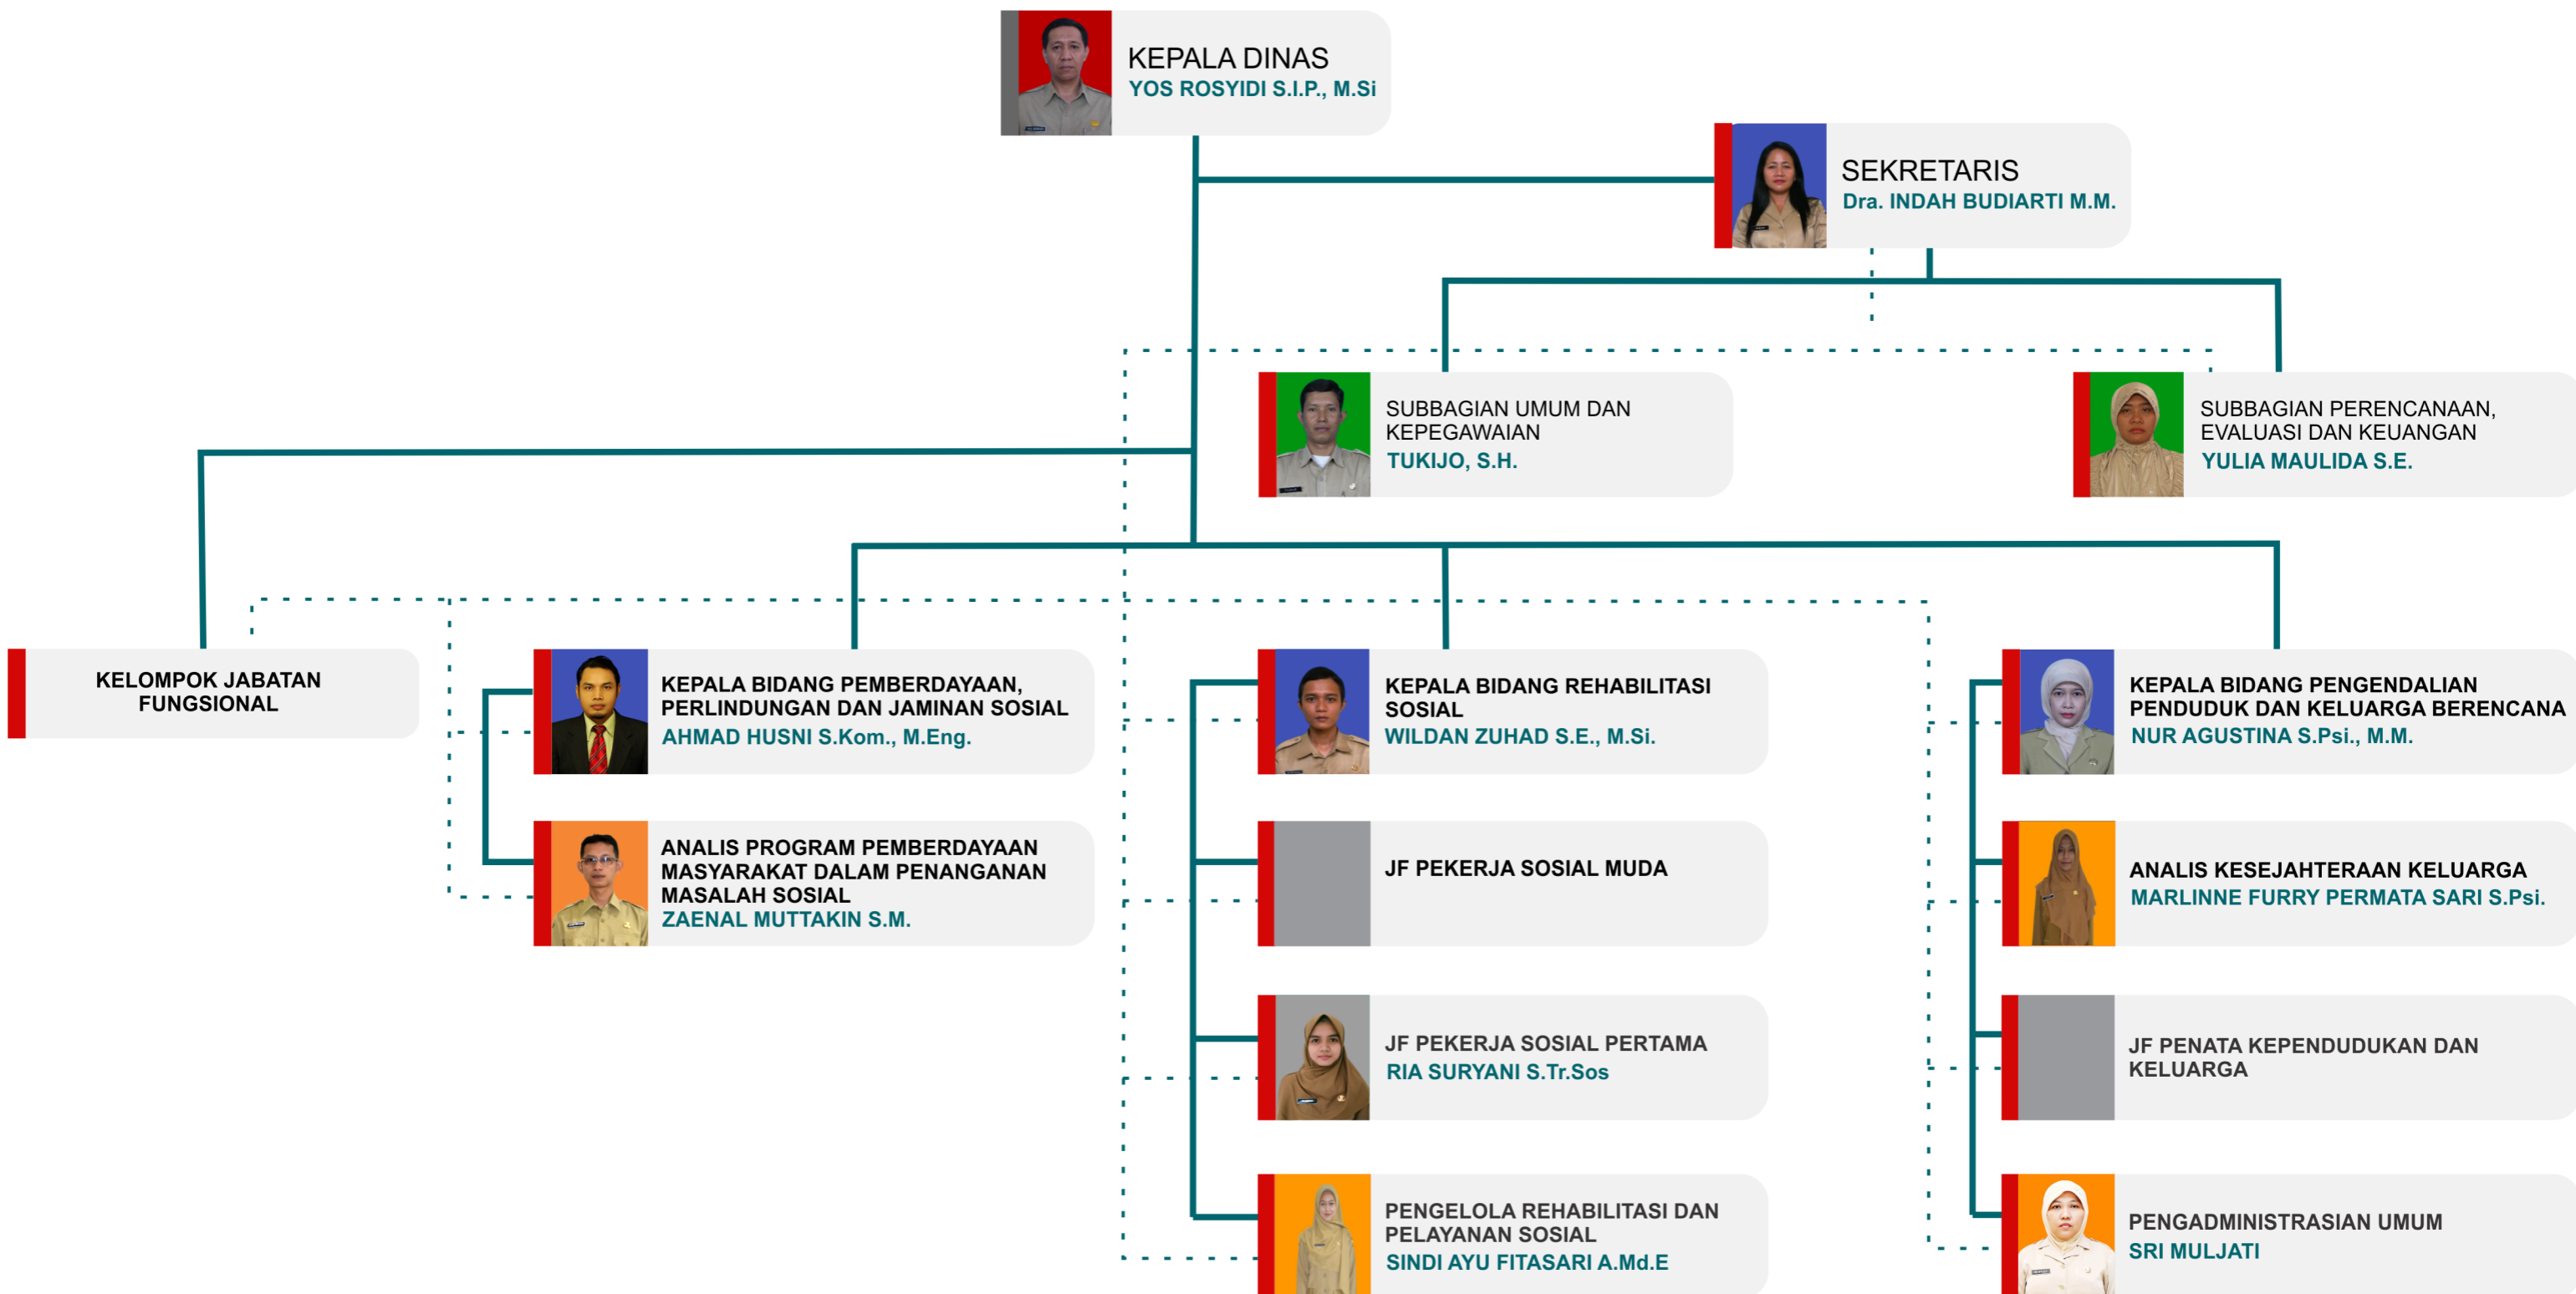 KEPALA DINAS
YOS ROSYIDI S.I.P., M.Si
SEKRETARIS
Dra. INDAH BUDIARTI M.M.
SUBBAGIAN UMUM DAN
KEPEGAWAIAN
TUKIJO, S.H.
SUBBAGIAN PERENCANAAN,
EVALUASI DAN KEUANGAN
YULIA MAULIDA S.E.
KELOMPOK JABATAN
FUNGSIONAL
KEPALA BIDANG PEMBERDAYAAN,
PERLINDUNGAN DAN JAMINAN SOSIAL
AHMAD HUSNI S.Kom., M.Eng.
KEPALA BIDANG REHABILITASI
SOSIAL
WILDAN ZUHAD S.E., M.Si.
KEPALA BIDANG PENGENDALIAN
PENDUDUK DAN KELUARGA BERENCANA
NUR AGUSTINA S.Psi., M.M.
ANALIS PROGRAM PEMBERDAYAAN
MASYARAKAT DALAM PENANGANAN
MASALAH SOSIAL
ZAENAL MUTTAKIN S.M.
JF PEKERJA SOSIAL MUDA
ANALIS KESEJAHTERAAN KELUARGA
MARLINNE FURRY PERMATA SARI S.Psi.
JF PEKERJA SOSIAL PERTAMA
RIA SURYANI S.Tr.Sos
JF PENATA KEPENDUDUKAN DAN
KELUARGA
PENGELOLA REHABILITASI DAN
PELAYANAN SOSIAL
SINDI AYU FITASARI A.Md.E
PENGADMINISTRASIAN UMUM
SRI MULJATI